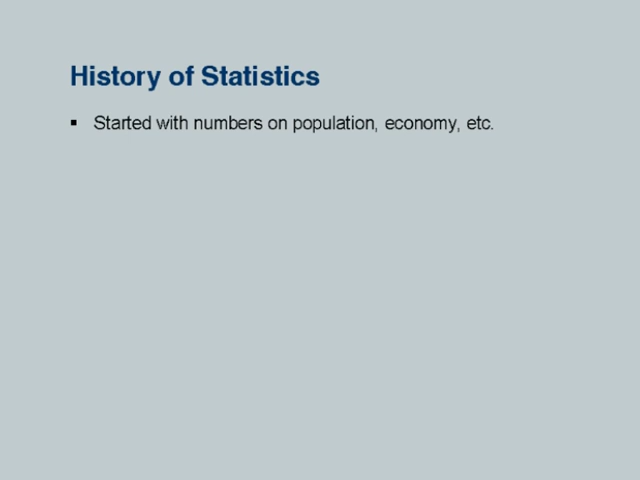 History of Statistics
▪ Started with numbers on population, economy, etc.